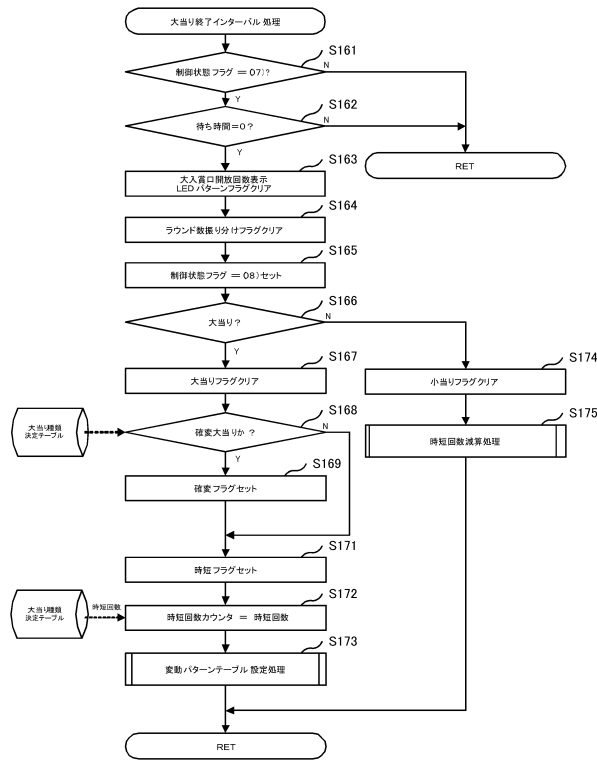 大当り終了インターバル 処理
S161
制御状態フラグ ＝０７）？
N
Y
S162
待ち時間＝０？
N
Y
RET
S163
大入賞口開放回数表示
LED パターンフラグクリア
S164
ラウンド数振り分けフラグクリア
S165
制御状態フラグ ＝０８）セット
S166
大当り？
N
Y
S167
大当りフラグクリア
S174
小当りフラグクリア
大当り種類
決定テーブル
S168
確変大当りか ？
N
Y
S175
時短回数減算処理
S169
確変フラグセット
S171
時短フラグセット
大当り種類
決定テーブル
時短回数
S172
時短回数カウンタ ＝ 時短回数
S173
変動パターンテーブル 設定処理
RET